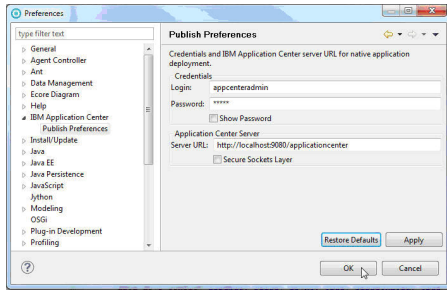 Preferences
type filter text
General
Agent Controller
Ant
Data Management
Ecore Diagram
Help
IBM Application Center
Publish Preferences
Install/Update
Java
Java EE
Java Persistence
JavaScript
Jython
Modeling
OSGi
Plug-in Development
Profiling
Publish Preferences
Credentials and IBM Application Center server URL for native application
deployment.
Credentials
Login: appcenteradmin
Password: *****
Show Password
Application Center Server
Server URL: http://localhost:9080/applicationcenter
Secure Sockets Layer
Restore Defaults Apply
? OK Cancel